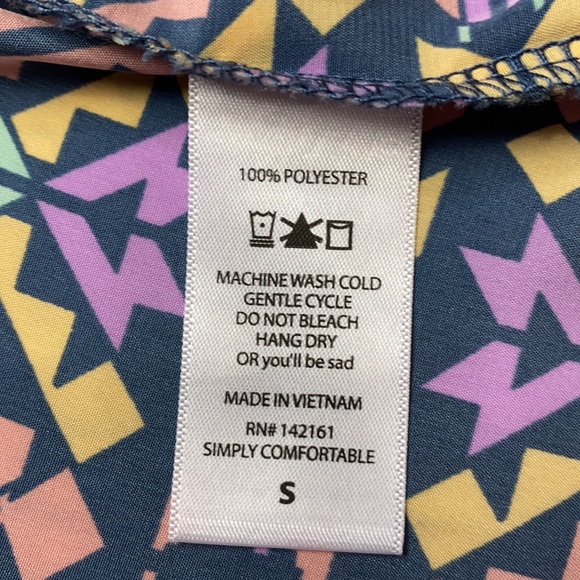 100% POLYESTER
MACHINE WASH COLD
GENTLE CYCLE
DO NOT BLEACH
HANG DRY
OR you'll be sad
MADE IN VIETNAM
RN# 142161
SIMPLY COMFORTABLE
S